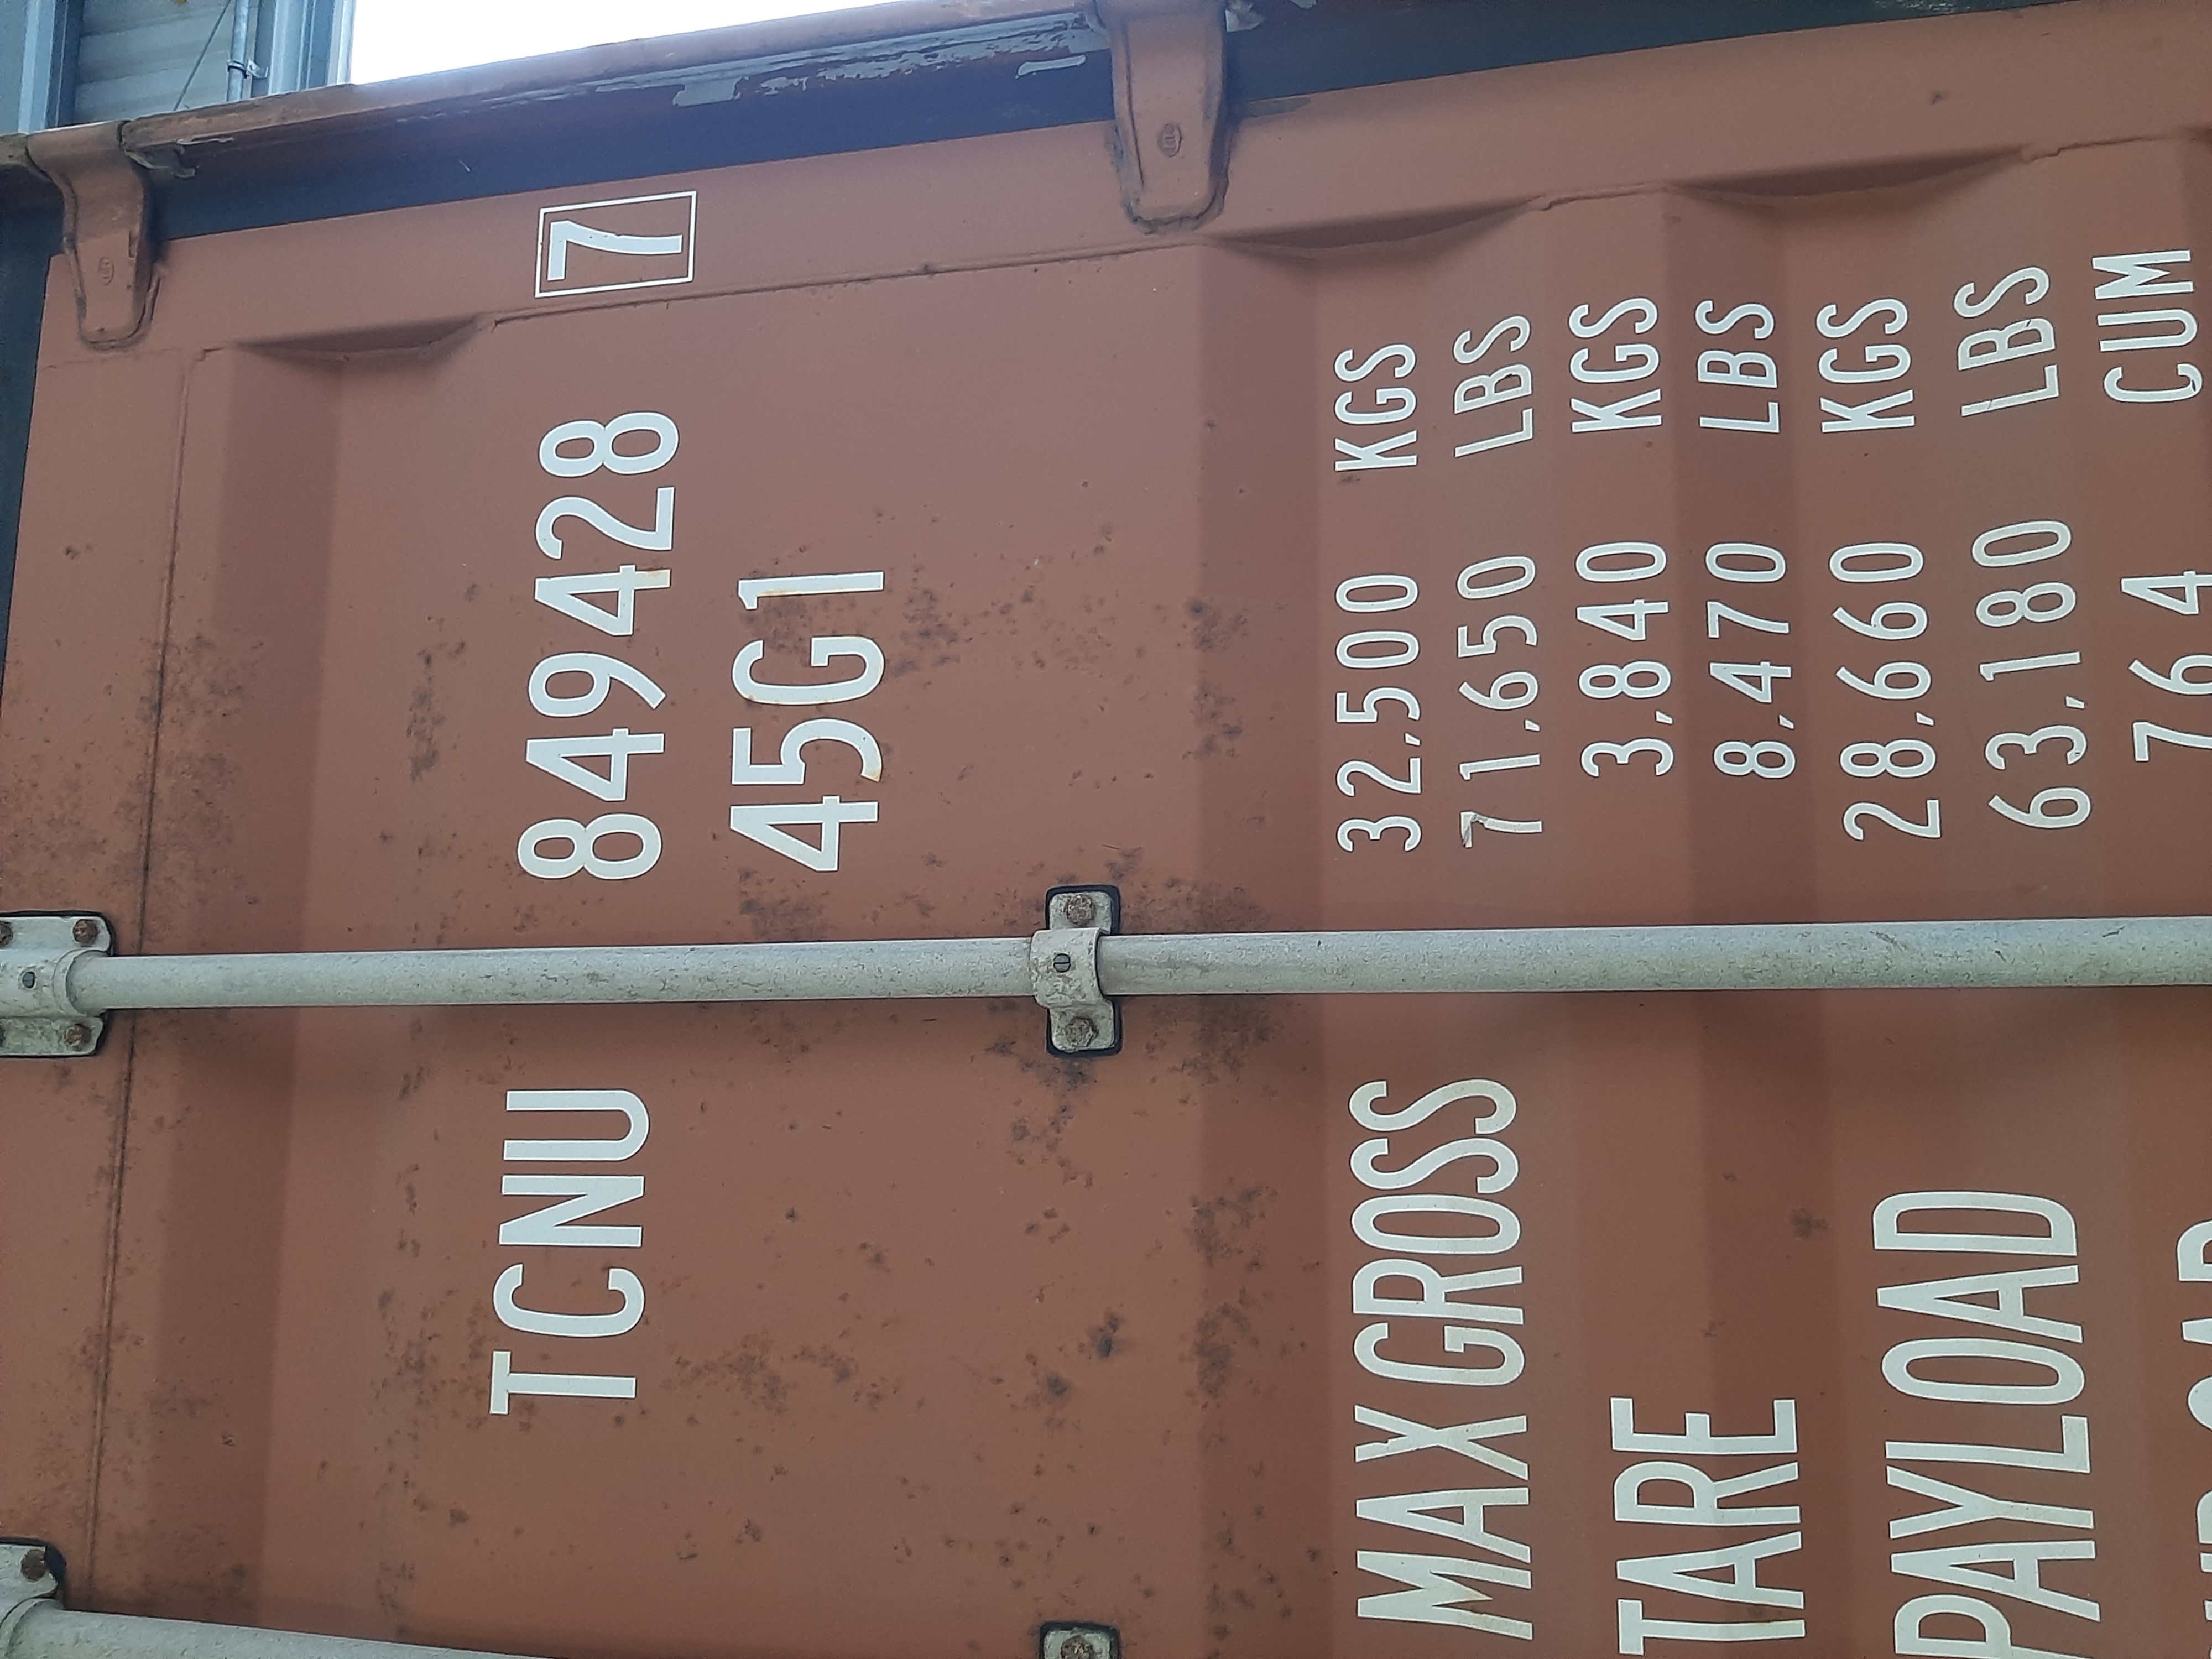 TCNU 849428 7
45G1
MAX GROSS 32,500 KGS
71,650 LBS
TARE 3,840 KGS
8,470 LBS
PAYLOAD 28,660 KGS
63,180 LBS
764 CUM